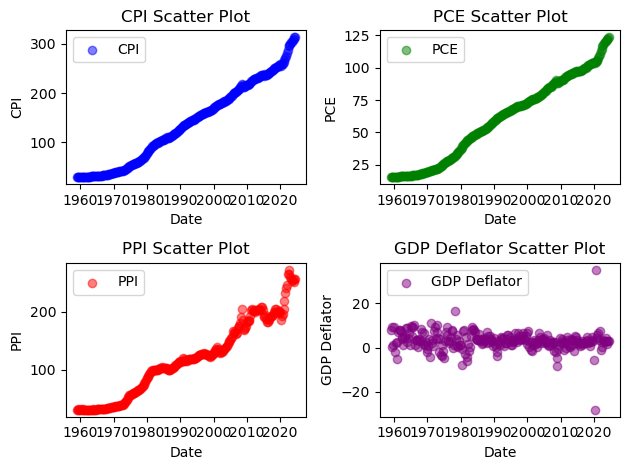 CPI Scatter Plot
CPI
300
200
100
CPI
1960 1970 1980 1990 2000 2010 2020
Date
PCE Scatter Plot
PCE
125
100
75
50
25
PCE
1960 1970 1980 1990 2000 2010 2020
Date
PPI Scatter Plot
PPI
200
100
PPI
1960 1970 1980 1990 2000 2010 2020
Date
GDP Deflator Scatter Plot
GDP Deflator
20
0
−20
GDP Deflator
1960 1970 1980 1990 2000 2010 2020
Date